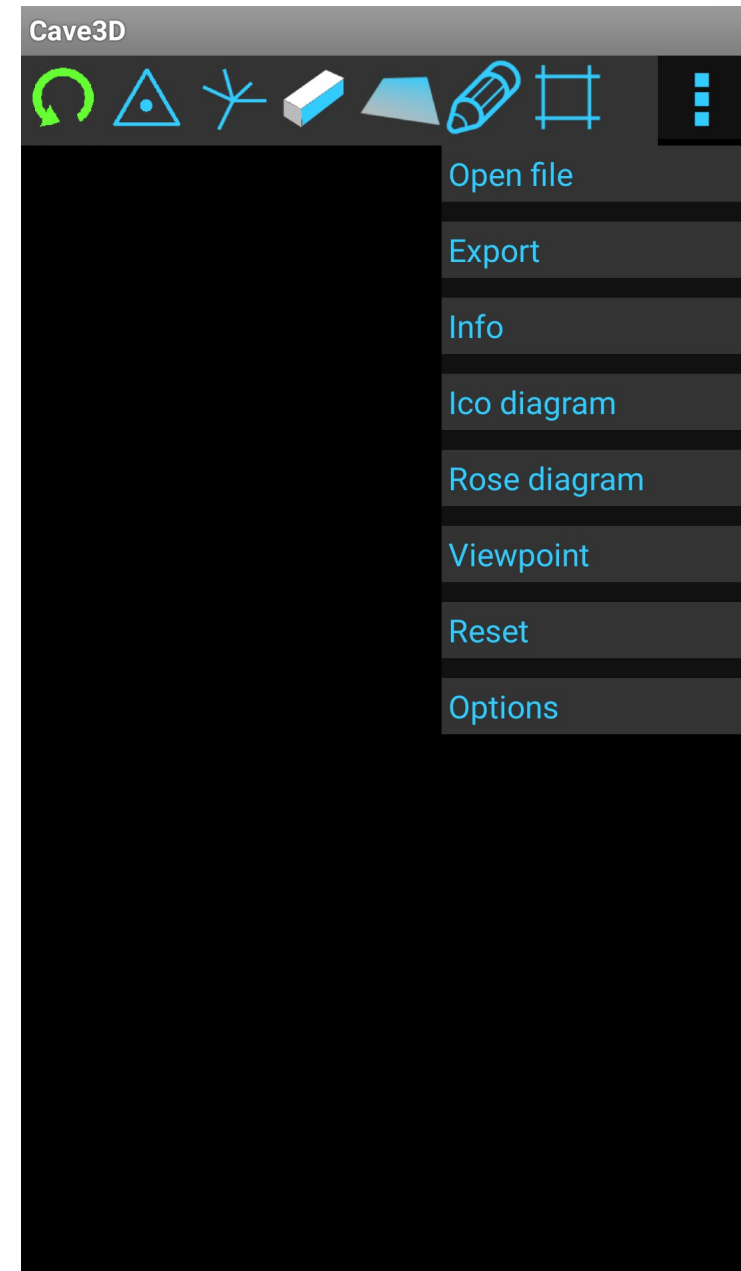 Cave3D
Open file
Export
Info
Ico diagram
Rose diagram
Viewpoint
Reset
Options